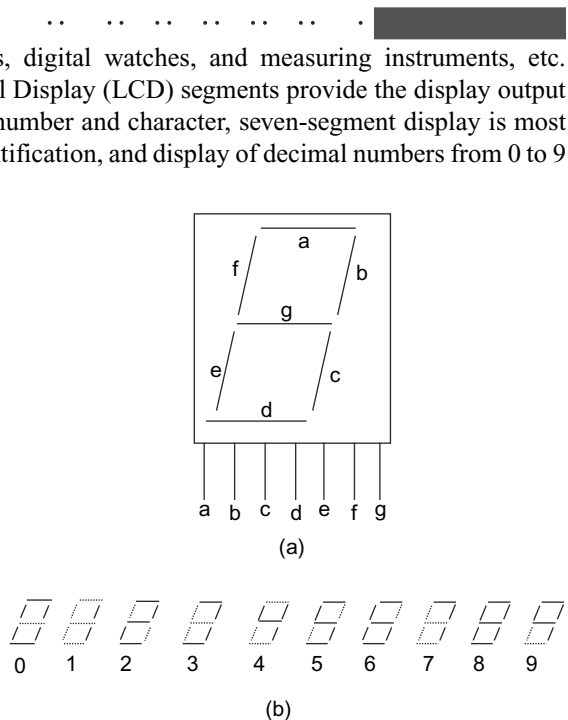 s, digital watches, and measuring instruments, etc.
l Display (LCD) segments provide the display output
number and character, seven-segment display is most
tification, and display of decimal numbers from 0 to 9
a
f
b
g
e
c
d
a b c d e f g
(a)
0 1 2 3 4 5 6 7 8 9
(b)